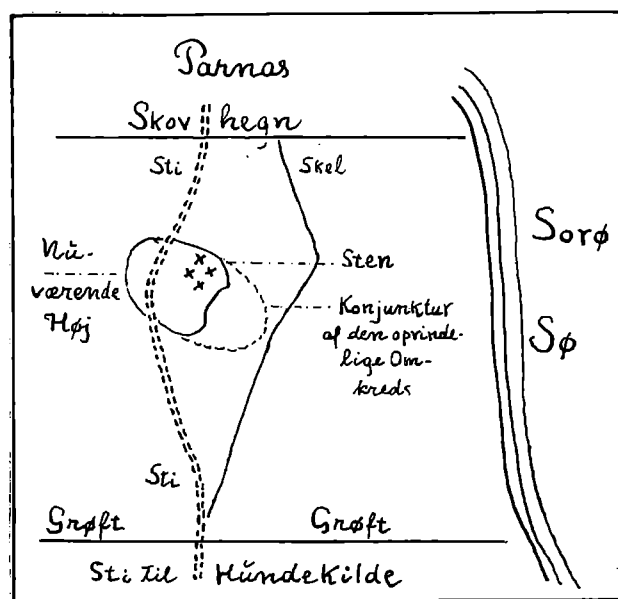 Parnas
Skov hegn
Sti
Skel
Sorø
Sø
Nu-
værende
Høj
Sten
Konjunktur
af den oprinde-
lige Om-
kreds
Sti
Grøft
Grøft
Sti til Hundekilde